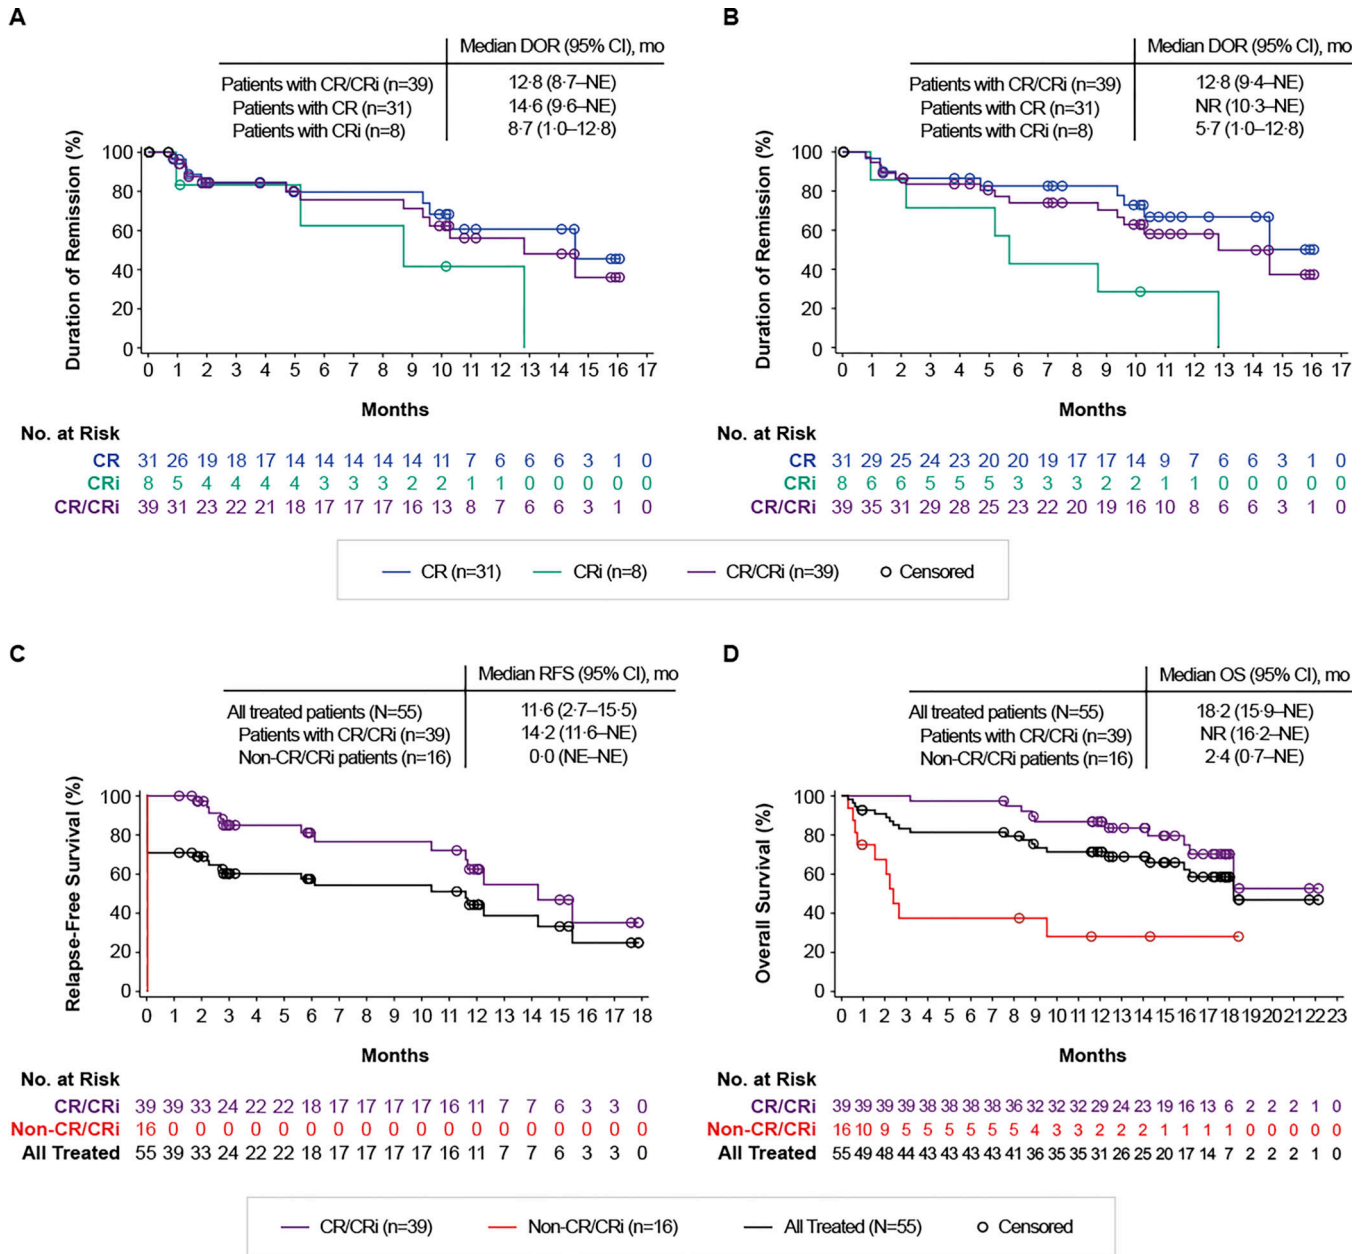 A
Median DOR (95% CI), mo
Patients with CR/CRi (n=39) 12·8 (8·7–NE)
Patients with CR (n=31) 14·6 (9·6–NE)
Patients with CRi (n=8) 8·7 (1·0–12·8)
Duration of Remission (%)
100
80
60
40
20
0
0 1 2 3 4 5 6 7 8 9 10 11 12 13 14 15 16 17
Months
No. at Risk
CR 31 26 19 18 17 14 14 14 14 14 11 7 6 6 6 3 1 0
CRi 8 5 4 4 4 4 3 3 3 2 2 1 1 0 0 0 0 0
CR/CRi 39 31 23 22 21 18 17 17 17 16 13 8 7 6 6 3 1 0
B
Median DOR (95% CI), mo
Patients with CR/CRi (n=39) 12·8 (9·4–NE)
Patients with CR (n=31) NR (10·3–NE)
Patients with CRi (n=8) 5·7 (1·0–12·8)
Duration of Remission (%)
100
80
60
40
20
0
0 1 2 3 4 5 6 7 8 9 10 11 12 13 14 15 16 17
Months
No. at Risk
CR 31 29 25 24 23 20 20 19 17 17 14 9 7 6 6 3 1 0
CRi 8 6 6 5 5 5 3 3 3 2 2 1 1 0 0 0 0 0
CR/CRi 39 35 31 29 28 25 23 22 20 19 16 10 8 6 6 3 1 0
CR (n=31) CRi (n=8) CR/CRi (n=39) Censored
C
Median RFS (95% CI), mo
All treated patients (N=55) 11·6 (2·7–15·5)
Patients with CR/CRi (n=39) 14·2 (11·6–NE)
Non-CR/CRi patients (n=16) 0·0 (NE–NE)
Relapse-Free Survival (%)
100
80
60
40
20
0
0 1 2 3 4 5 6 7 8 9 10 11 12 13 14 15 16 17 18
Months
No. at Risk
CR/CRi 39 39 33 24 22 22 18 17 17 17 17 16 11 7 7 6 3 3 0
Non-CR/CRi 16 0 0 0 0 0 0 0 0 0 0 0 0 0 0 0 0 0 0
All Treated 55 39 33 24 22 22 18 17 17 17 17 16 11 7 7 6 3 3 0
D
Median OS (95% CI), mo
All treated patients (N=55) 18·2 (15·9–NE)
Patients with CR/CRi (n=39) NR (16·2–NE)
Non-CR/CRi patients (n=16) 2·4 (0·7–NE)
Overall Survival (%)
100
80
60
40
20
0
0 1 2 3 4 5 6 7 8 9 10 11 12 13 14 15 16 17 18 19 20 21 22 23
Months
No. at Risk
CR/CRi 39 39 39 39 38 38 38 38 36 32 32 32 29 24 23 19 16 13 6 2 2 2 1 0
Non-CR/CRi 16 10 9 5 5 5 5 5 5 4 3 3 2 2 2 1 1 1 1 0 0 0 0 0
All Treated 55 49 48 44 43 43 43 43 41 36 35 35 31 26 25 20 17 14 7 2 2 2 1 0
CR/CRi (n=39) Non-CR/CRi (n=16) All Treated (N=55) Censored